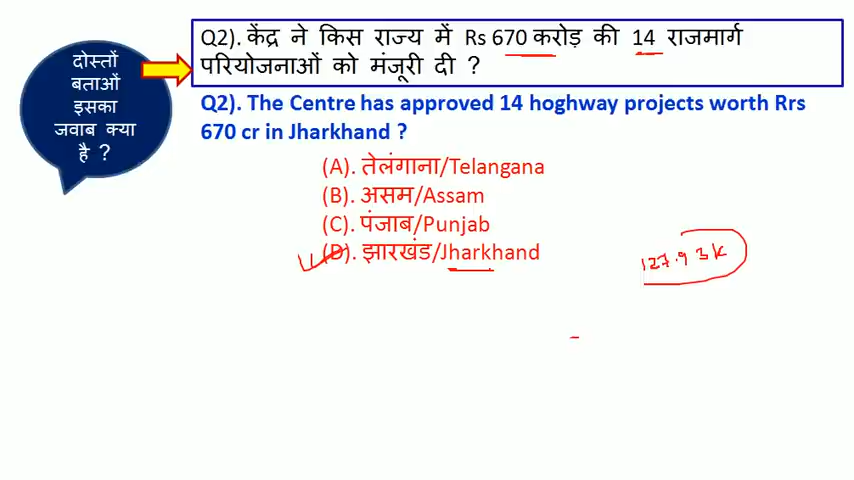 दोस्तों
बताओं
इसका
जवाब क्या
है ?
Q2). केंद्र ने किस राज्य में Rs 670 करोड़ की 14 राजमार्ग
परियोजनाओं को मंजूरी दी ?
Q2). The Centre has approved 14 hoghway projects worth Rrs
670 cr in Jharkhand ?
(A). तेलंगाना/Telangana
(B). असम/Assam
(C). पंजाब/Punjab
(D). झारखंड/Jharkhand
127.93K